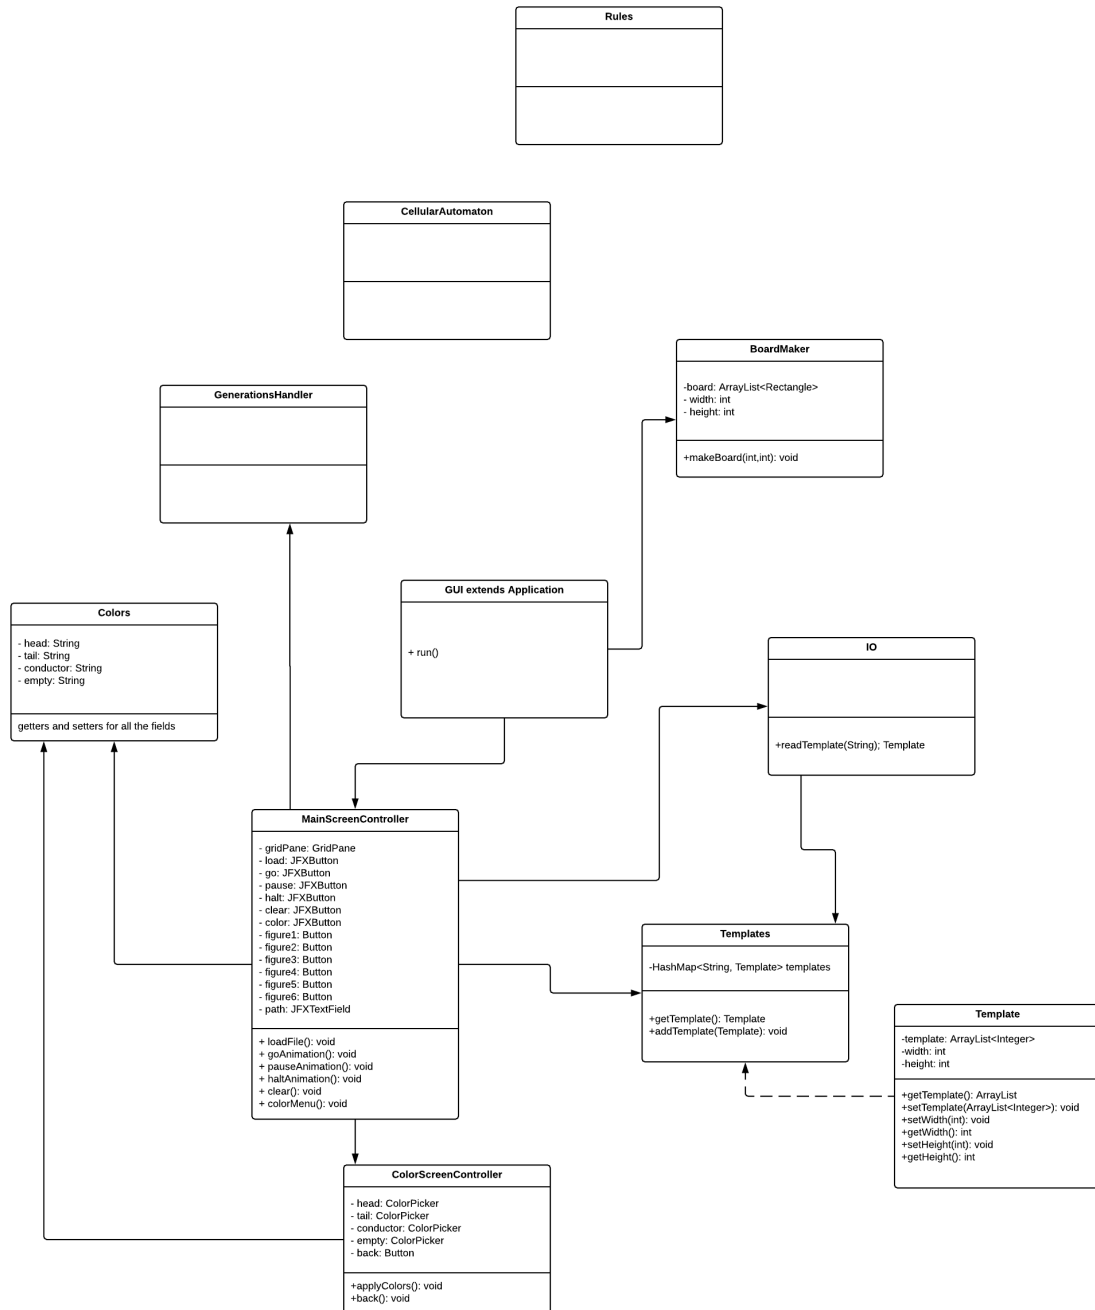 Rules
CellularAutomaton
BoardMaker
-board: ArrayList<Rectangle>
- width: int
- height: int
+makeBoard(int,int): void
GenerationsHandler
GUI extends Application
+ run()
Colors
- head: String
- tail: String
- conductor: String
- empty: String
getters and setters for all the fields
IO
+readTemplate(String); Template
MainScreenController
- gridPane: GridPane
- load: JFXButton
- go: JFXButton
- pause: JFXButton
- halt: JFXButton
- clear: JFXButton
- color: JFXButton
- figure1: Button
- figure2: Button
- figure3: Button
- figure4: Button
- figure5: Button
- figure6: Button
- path: JFXTextField
+ loadFile(): void
+ goAnimation(): void
+ pauseAnimation(): void
+ haltAnimation(): void
+ clear(): void
+ colorMenu(): void
Templates
-HashMap<String, Template> templates
+getTemplate(): Template
+addTemplate(Template): void
Template
-template: ArrayList<Integer>
-width: int
-height: int
+getTemplate(): ArrayList
+setTemplate(ArrayList<Integer>): void
+setWidth(int): void
+getWidth(): int
+setHeight(int): void
+getHeight(): int
ColorScreenController
- head: ColorPicker
- tail: ColorPicker
- conductor: ColorPicker
- empty: ColorPicker
- back: Button
+applyColors(): void
+back(): void